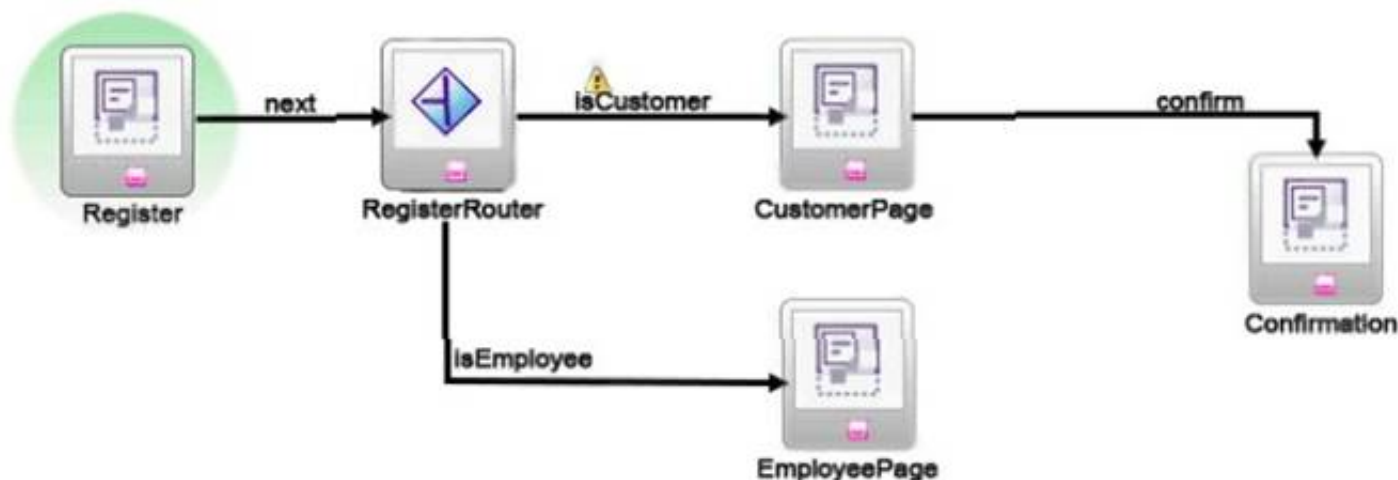 next
isCustomer
confirm
Register
RegisterRouter
CustomerPage
Confirmation
isEmployee
EmployeePage